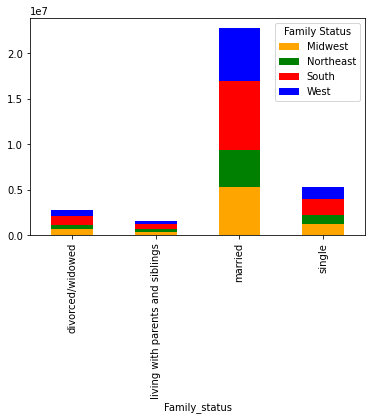 1e7
2.0
1.5
1.0
0.5
0.0
Family Status
Midwest
Northeast
South
West
divorced/widowed
living with parents and siblings
married
single
Family_status